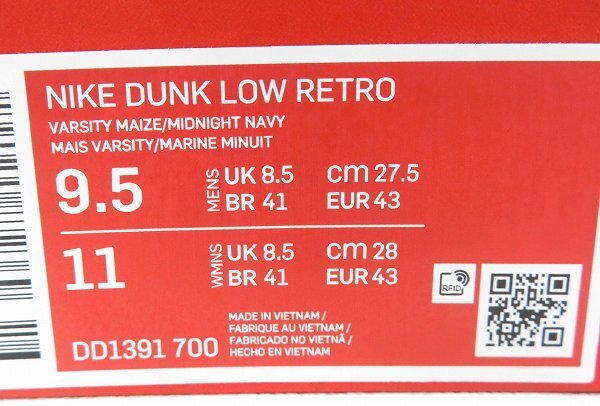 NIKE DUNK LOW RETRO
VARSITY MAIZE/MIDNIGHT NAVY
MAIS VARSITY/MARINE MINUIT
9.5 MENS UK 8.5 CM 27.5
BR 41 EUR 43
11 WMNS UK 8.5 CM 28
BR 41 EUR 43
RFID
MADE IN VIETNAM /
FABRIQUE AU VIETNAM /
FABRICADO NO VIETNÃ /
HECHO EN VIETNAM
DD1391 700